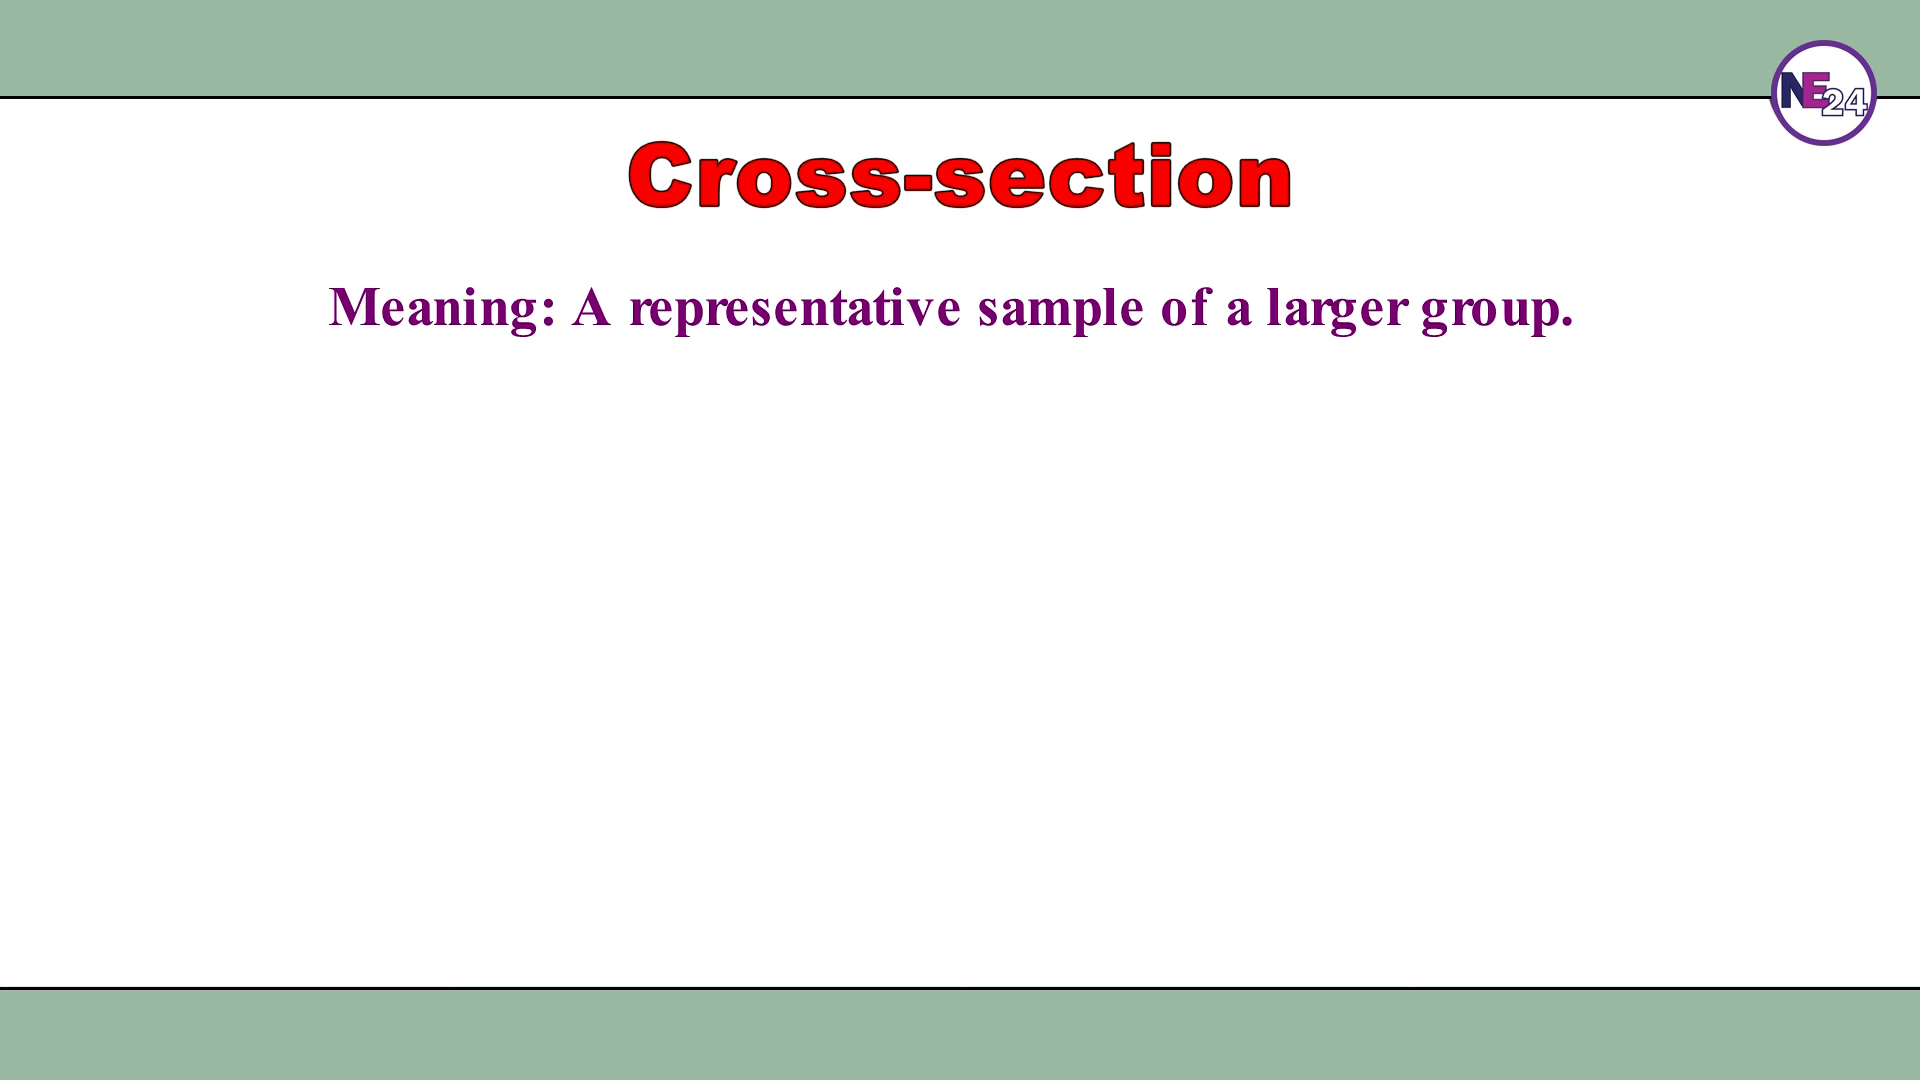 NE24
Cross-section
Meaning: A representative sample of a larger group.